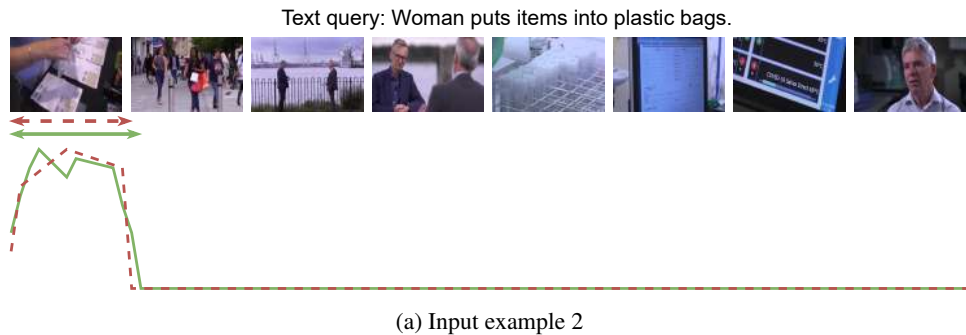 Text query: Woman puts items into plastic bags.
(a) Input example 2